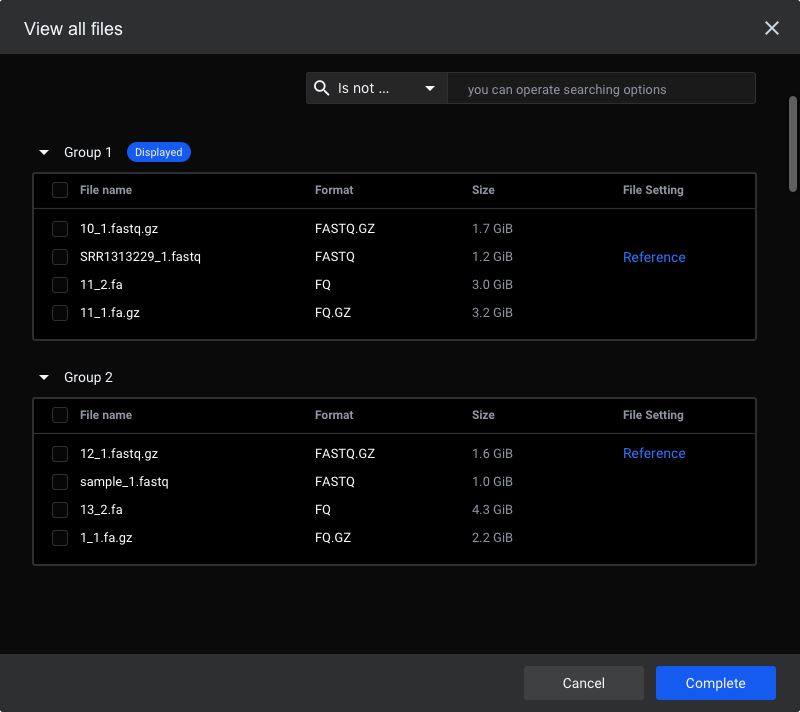 View all files
Is not ...
you can operate searching options
Group 1 Displayed
File name Format Size File Setting
10_1.fastq.gz FASTQ.GZ 1.7 GiB
SRR1313229_1.fastq FASTQ 1.2 GiB Reference
11_2.fa FQ 3.0 GiB
11_1.fa.gz FQ.GZ 3.2 GiB
Group 2
File name Format Size File Setting
12_1.fastq.gz FASTQ.GZ 1.6 GiB Reference
sample_1.fastq FASTQ 1.0 GiB
13_2.fa FQ 4.3 GiB
1_1.fa.gz FQ.GZ 2.2 GiB
Cancel Complete